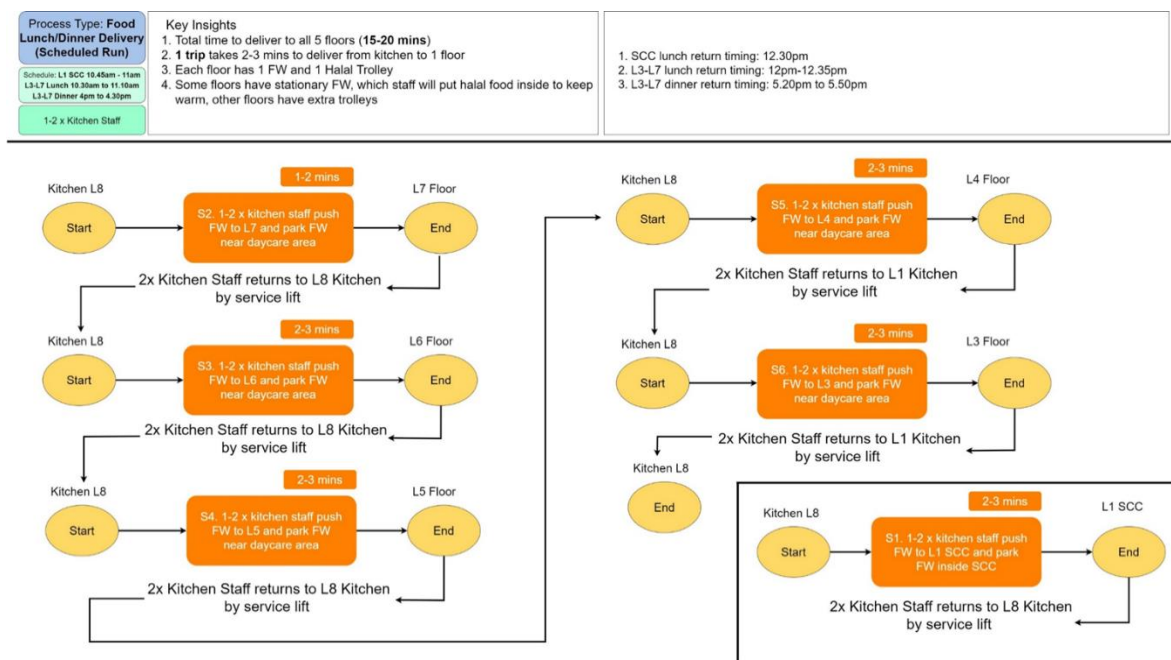 Process Type: Food
Lunch/Dinner Delivery
(Scheduled Run)
Schedule: L1 SCC 10.45am - 11am
L3-L7 Lunch 10.30am to 11.10am
L3-L7 Dinner 4pm to 4.30pm
1-2 x Kitchen Staff
Key Insights
1. Total time to deliver to all 5 floors (15-20 mins)
2. 1 trip takes 2-3 mins to deliver from kitchen to 1 floor
3. Each floor has 1 FW and 1 Halal Trolley
4. Some floors have stationary FW, which staff will put halal food inside to keep
warm, other floors have extra trolleys
1. SCC lunch return timing: 12.30pm
2. L3-L7 lunch return timing: 12pm-12.35pm
3. L3-L7 dinner return timing: 5.20pm to 5.50pm
1-2 mins
Kitchen L8
L7 Floor
Start
S2. 1-2 x kitchen staff push
FW to L7 and park FW
near daycare area
End
2x Kitchen Staff returns to L8 Kitchen
by service lift
2-3 mins
Kitchen L8
L6 Floor
Start
S3. 1-2 x kitchen staff push
FW to L6 and park FW
near daycare area
End
2x Kitchen Staff returns to L8 Kitchen
by service lift
2-3 mins
Kitchen L8
L5 Floor
Start
S4. 1-2 x kitchen staff push
FW to L5 and park FW
near daycare area
End
2x Kitchen Staff returns to L8 Kitchen
by service lift
2-3 mins
Kitchen L8
L4 Floor
Start
S5. 1-2 x kitchen staff push
FW to L4 and park FW
near daycare area
End
2x Kitchen Staff returns to L1 Kitchen
by service lift
2-3 mins
Kitchen L8
L3 Floor
Start
S6. 1-2 x kitchen staff push
FW to L3 and park FW
near daycare area
End
2x Kitchen Staff returns to L1 Kitchen
by service lift
Kitchen L8
End
2-3 mins
Kitchen L8
L1 SCC
Start
S1. 1-2 x kitchen staff push
FW to L1 SCC and park
FW inside SCC
End
2x Kitchen Staff returns to L8 Kitchen
by service lift